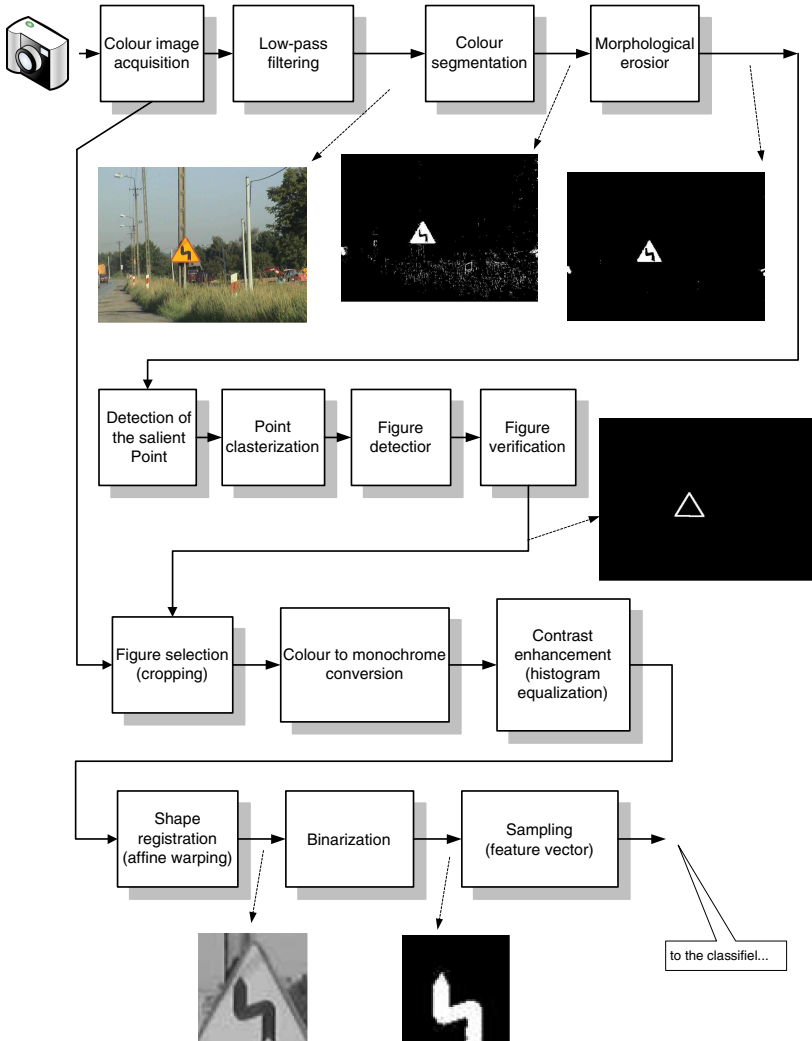 Colour image
acquisition
Low-pass
filtering
Colour
segmentation
Morphological
erosior
Detection of
the salient
Point
Point
clasterization
Figure
detectior
Figure
verification
Figure selection
(cropping)
Colour to monochrome
conversion
Contrast
enhancement
(histogram
equalization)
Shape
registration
(affine warping)
Binarization
Sampling
(feature vector)
to the classifiel...